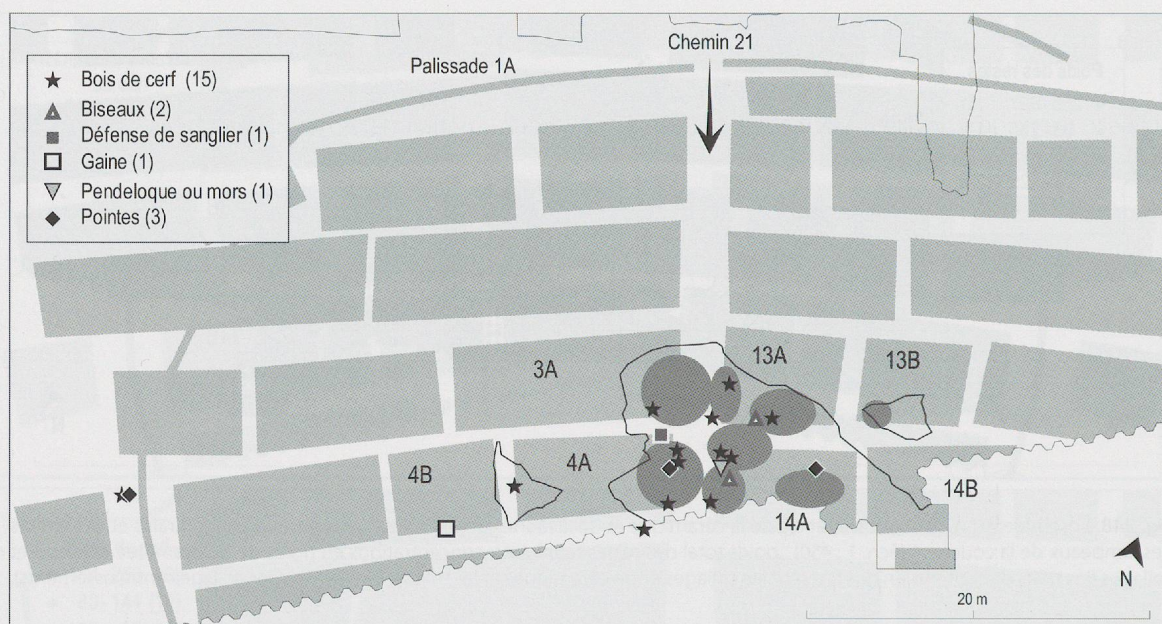 Chemin 21
Palissade 1A
Bois de cerf (15)
Biseaux (2)
Défense de sanglier (1)
Gaine (1)
Pendeloque ou mors (1)
Pointes (3)
3A
13A
13B
4B
4A
14B
14A
N
20 m